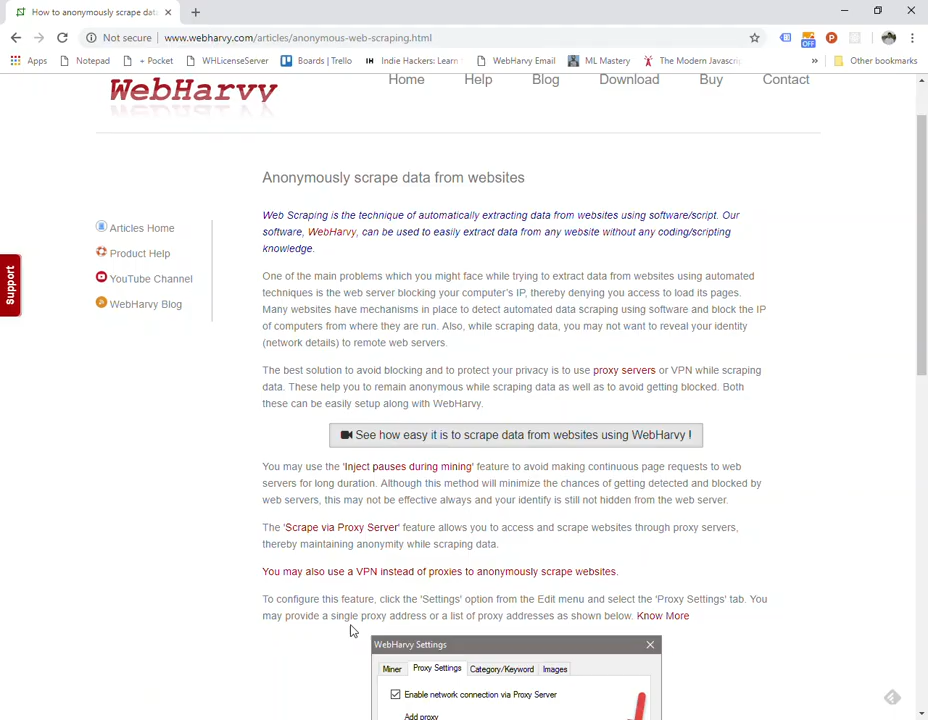 How to anonymously scrape dat
Not secure | www.webharvy.com/articles/anonymous-web-scraping.html
OFF
Apps Notepad + Pocket WHLicenseServer Boards | Trello IH Indie Hackers: Learn WebHarvy Email ML Mastery The Modern Javascrip » Other bookmarks
WebHarvy
Home Help Blog Download Buy Contact
Anonymously scrape data from websites
Articles Home
Product Help
YouTube Channel
WebHarvy Blog
Support
Web Scraping is the technique of automatically extracting data from websites using software/script. Our
software, WebHarvy, can be used to easily extract data from any website without any coding/scripting
knowledge.
One of the main problems which you might face while trying to extract data from websites using automated
techniques is the web server blocking your computer's IP, thereby denying you access to load its pages.
Many websites have mechanisms in place to detect automated data scraping using software and block the IP
of computers from where they are run. Also, while scraping data, you may not want to reveal your identity
(network details) to remote web servers.
The best solution to avoid blocking and to protect your privacy is to use proxy servers or VPN while scraping
data. These help you to remain anonymous while scraping data as well as to avoid getting blocked. Both
these can be easily setup along with WebHarvy.
See how easy it is to scrape data from websites using WebHarvy !
You may use the 'Inject pauses during mining' feature to avoid making continuous page requests to web
servers for long duration. Although this method will minimize the chances of getting detected and blocked by
web servers, this may not be effective always and your identify is still not hidden from the web server.
The 'Scrape via Proxy Server' feature allows you to access and scrape websites through proxy servers,
thereby maintaining anonymity while scraping data.
You may also use a VPN instead of proxies to anonymously scrape websites.
To configure this feature, click the 'Settings' option from the Edit menu and select the 'Proxy Settings' tab. You
may provide a single proxy address or a list of proxy addresses as shown below. Know More
WebHarvy Settings
Miner Proxy Settings Category/Keyword Images
Enable network connection via Proxy Server
Add proxy